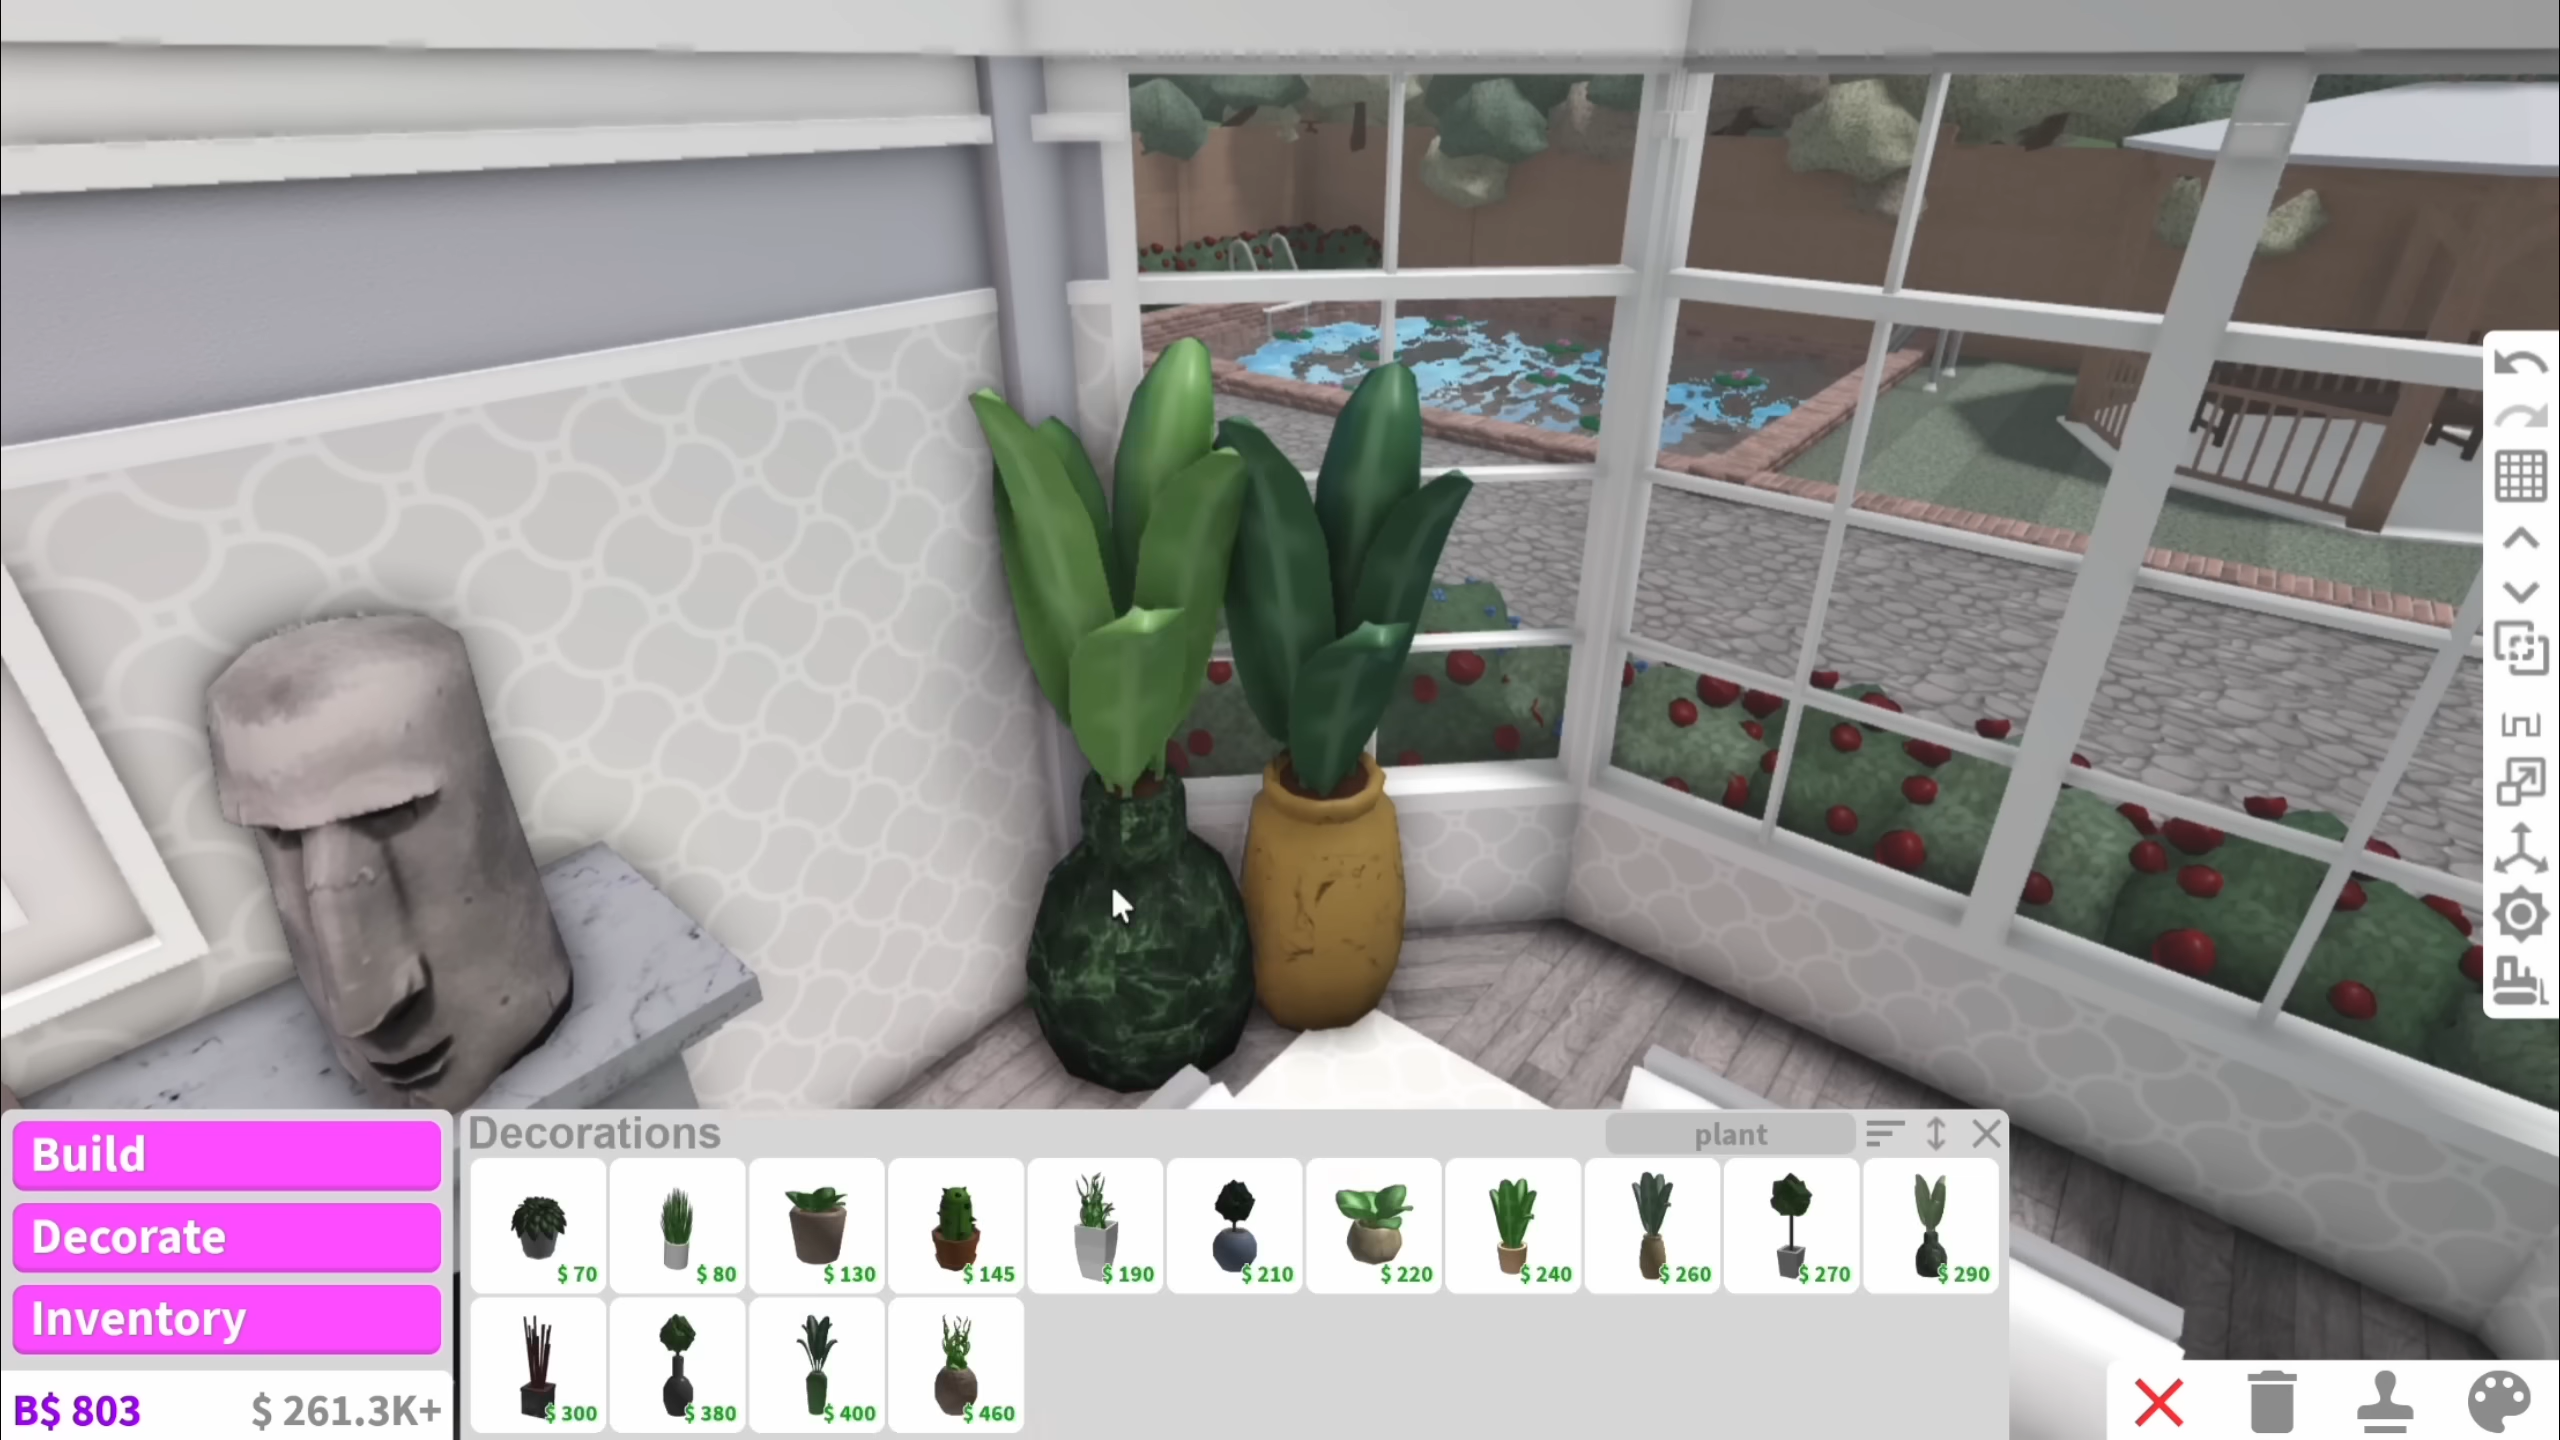 Build
Decorate
Inventory
B$ 803
$ 261.3K+
Decorations
plant
$ 70
$ 80
$ 130
$ 145
$ 190
$ 210
$ 220
$ 240
$ 260
$ 270
$ 290
$ 300
$ 380
$ 400
$ 460